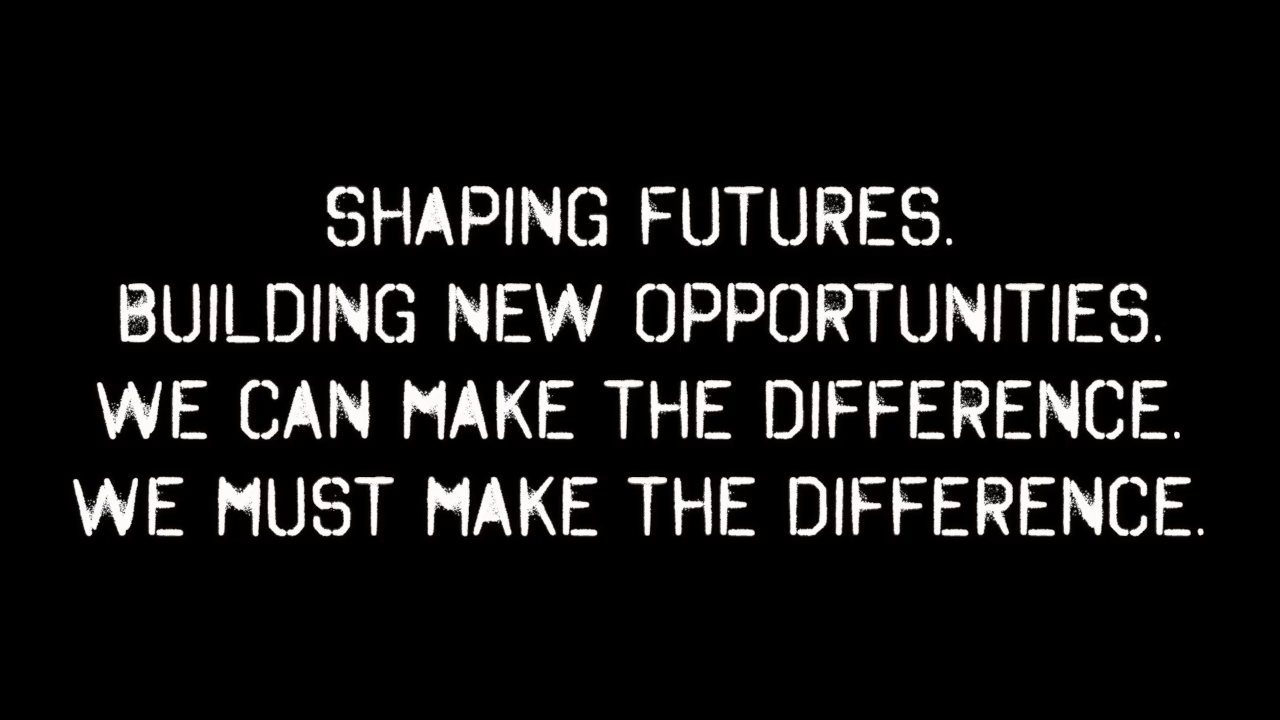 SHAPING FUTURES.
BUILDING NEW OPPORTUNITIES.
WE CAN MAKE THE DIFFERENCE.
WE MUST MAKE THE DIFFERENCE.